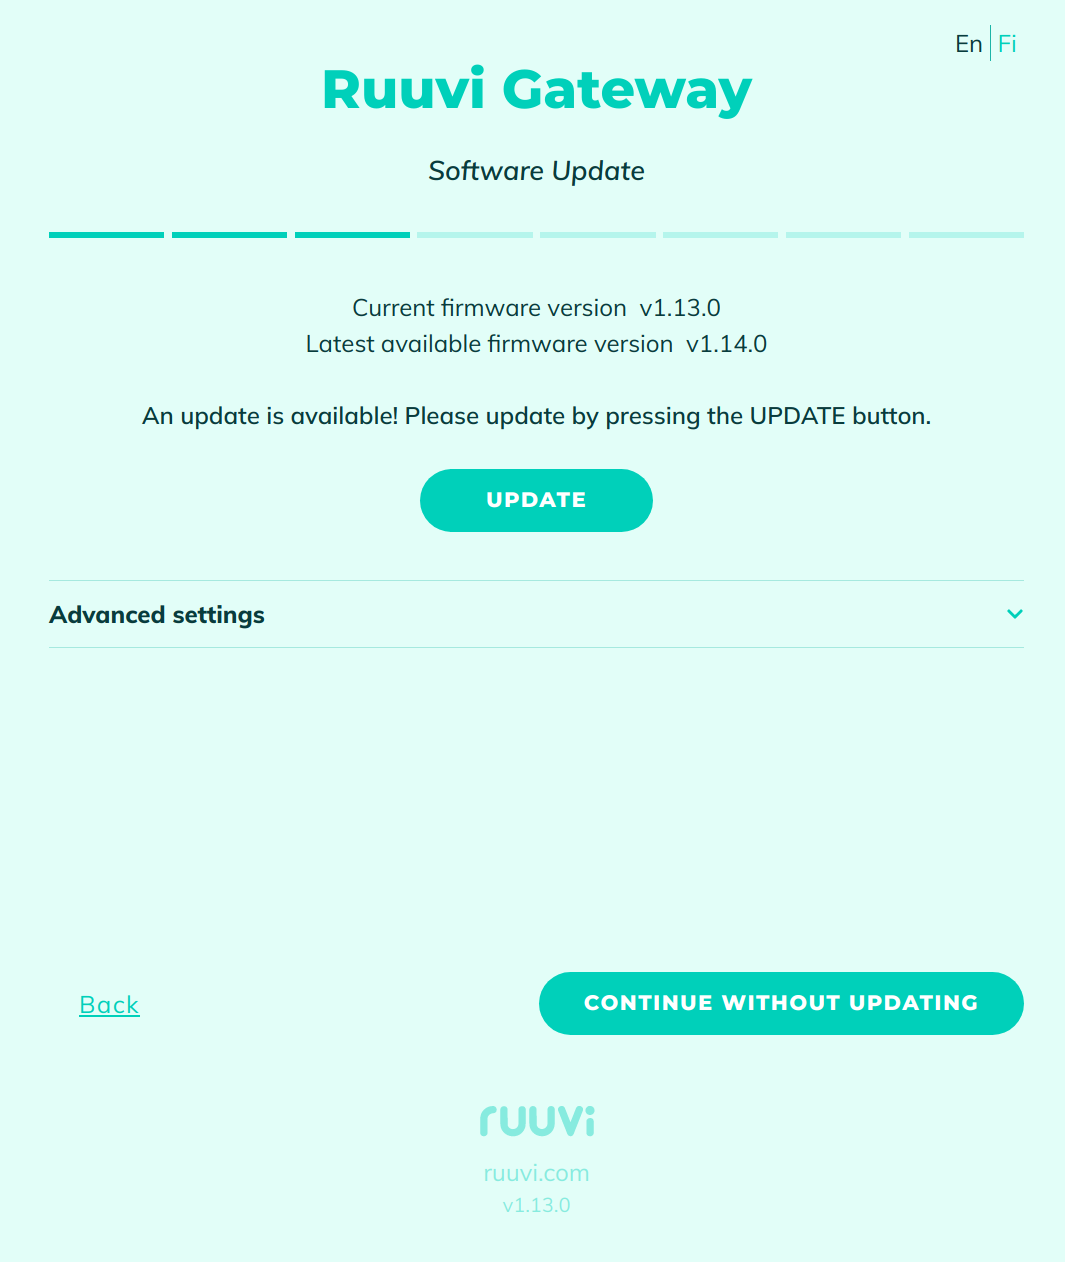 En Fi
Ruuvi Gateway
Software Update
Current firmware version v1.13.0
Latest available firmware version v1.14.0
An update is available! Please update by pressing the UPDATE button.
UPDATE
Advanced settings
Back
CONTINUE WITHOUT UPDATING
ruuvi
ruuvi.com
v1.13.0